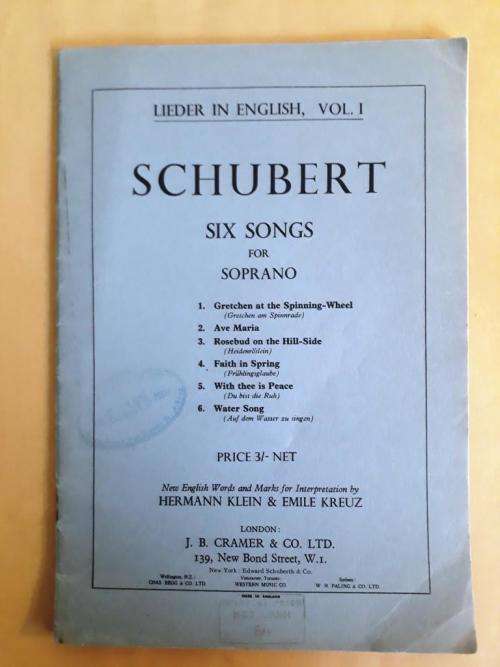 LIEDER IN ENGLISH, VOL. I
SCHUBERT
SIX SONGS
FOR
SOPRANO
1. Gretchen at the Spinning-Wheel
(Gretchen am Spinnrade)
2. Ave Maria
3. Rosebud on the Hill-Side
(Heidenröslein)
4. Faith in Spring
(Frühlingsglaube)
5. With thee is Peace
(Du bist die Ruh)
6. Water Song
(Auf dem Wasser zu singen)
PRICE 3/- NET
New English Words and Marks for Interpretation by
HERMANN KLEIN & EMILE KREUZ
LONDON:
J. B. CRAMER & CO. LTD.
139, New Bond Street, W.1.
New York: Edward Schuberth & Co.
Wellington, N.Z.: Vancouver, Toronto: Sydney:
CHAS BEGG & CO. LTD. WESTERN MUSIC CO. W. H. PALING & CO. LTD.
MADE IN ENGLAND